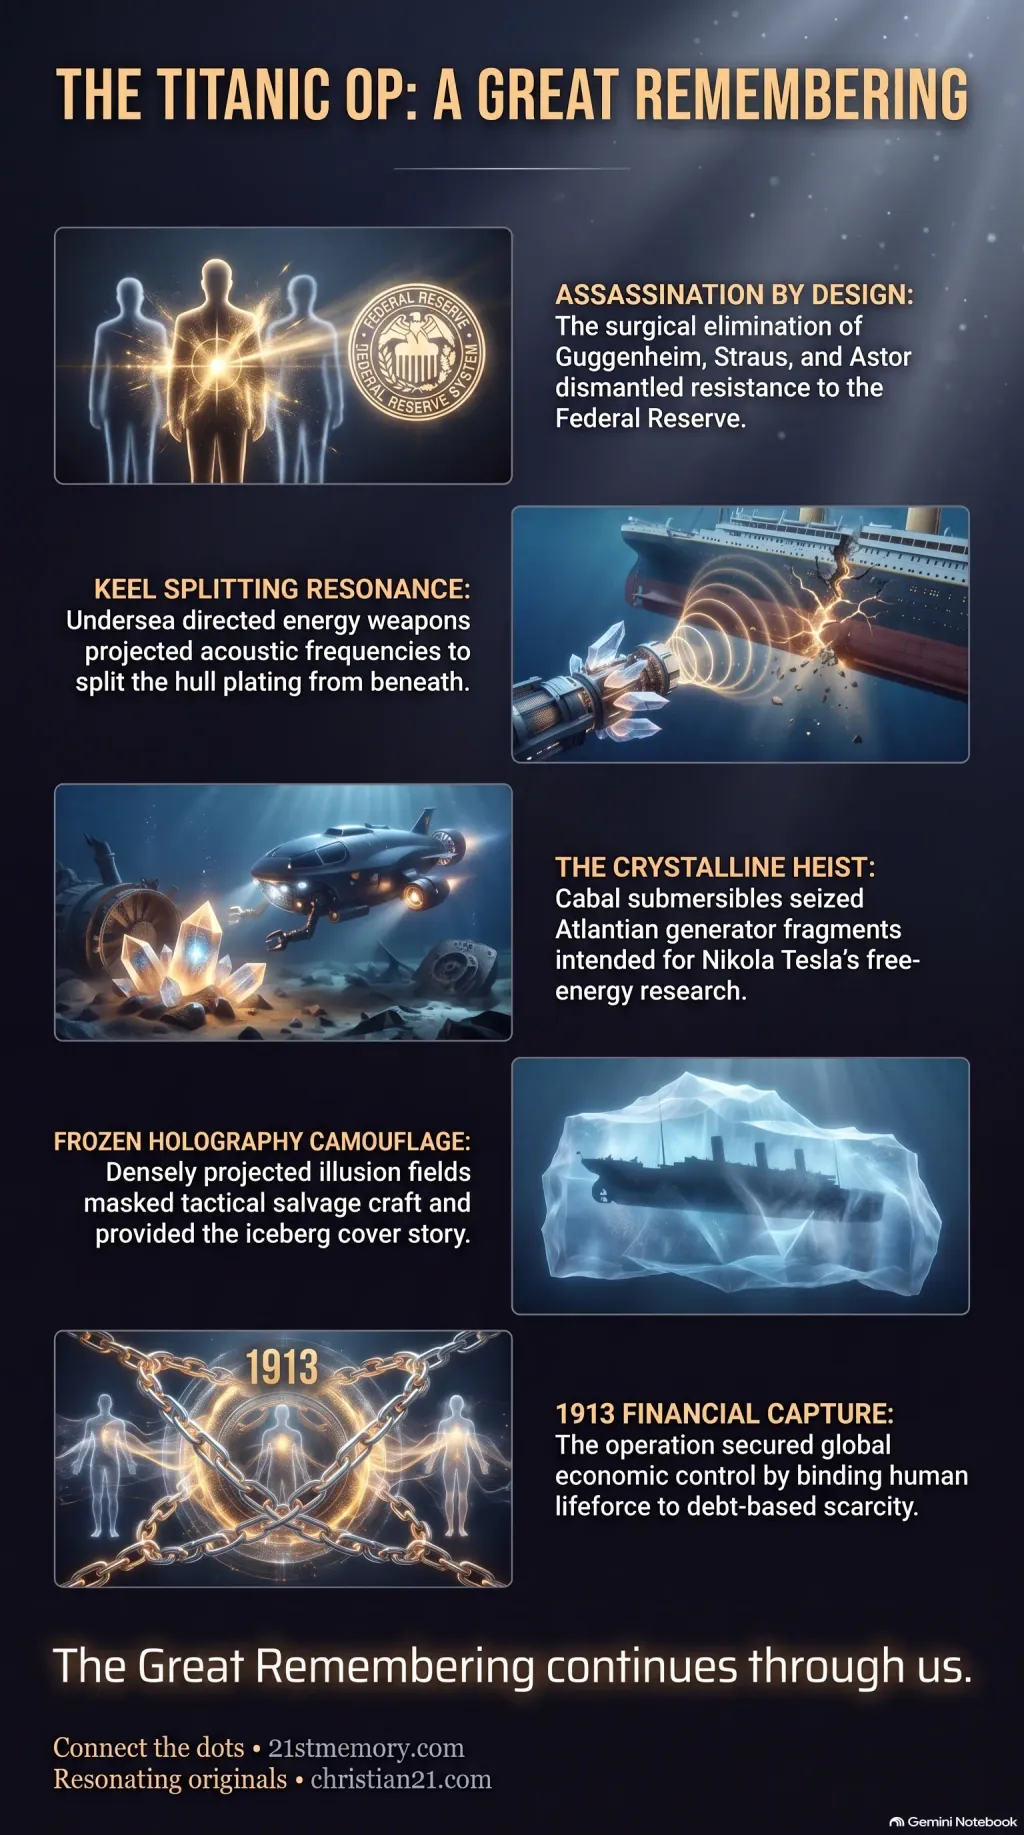 THE TITANIC OP: A GREAT REMEMBERING
FEDERAL RESERVE
FEDERAL RESERVE SYSTEM
ASSASSINATION BY DESIGN:
The surgical elimination of
Guggenheim, Straus, and Astor
dismantled resistance to the
Federal Reserve.
KEEL SPLITTING RESONANCE:
Undersea directed energy weapons
projected acoustic frequencies to
split the hull plating from beneath.
THE CRYSTALLINE HEIST:
Cabal submersibles seized
Atlantian generator fragments
intended for Nikola Tesla's free-
energy research.
FROZEN HOLOGRAPHY CAMOUFLAGE:
Densely projected illusion fields
masked tactical salvage craft and
provided the iceberg cover story.
1913
1913 FINANCIAL CAPTURE:
The operation secured global
economic control by binding human
lifeforce to debt-based scarcity.
The Great Remembering continues through us.
Connect the dots • 21stmemory.com
Resonating originals • christian21.com
Gemini Notebook